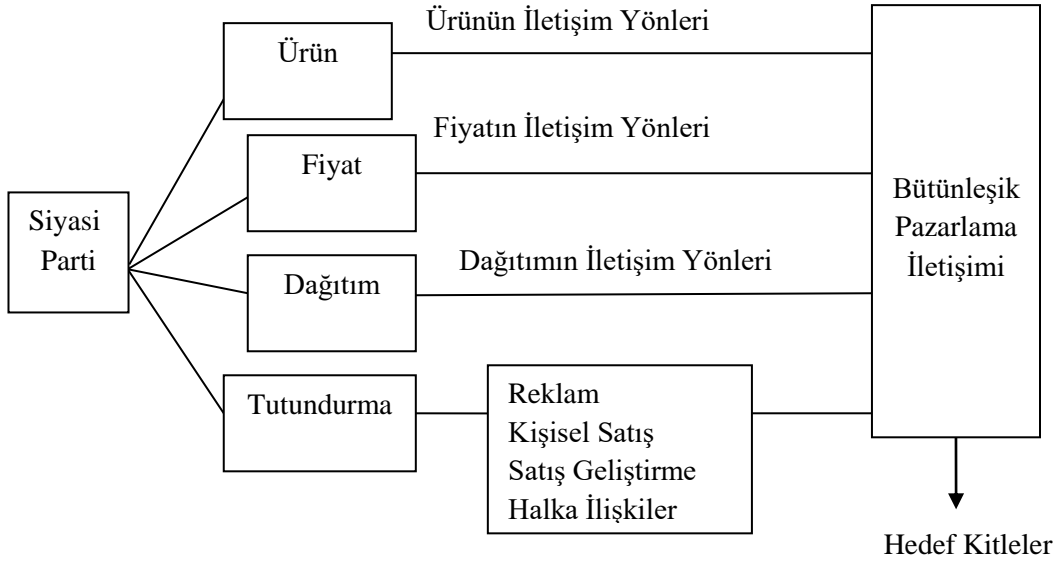 Ürünün İletişim Yönleri
Ürün
Fiyatın İletişim Yönleri
Fiyat
Siyasi
Parti
Bütünleşik
Pazarlama
İletişimi
Dağıtımın İletişim Yönleri
Dağıtım
Tutundurma
Reklam
Kişisel Satış
Satış Geliştirme
Halka İlişkiler
Hedef Kitleler